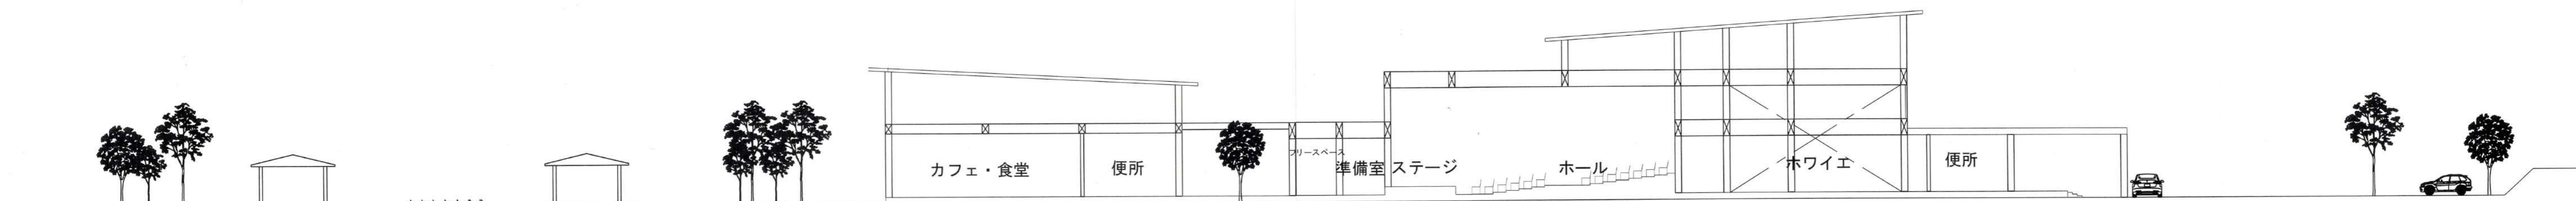 カフェ・食堂
便所
フリースペース
準備室
ステージ
ホール
ホワイエ
便所